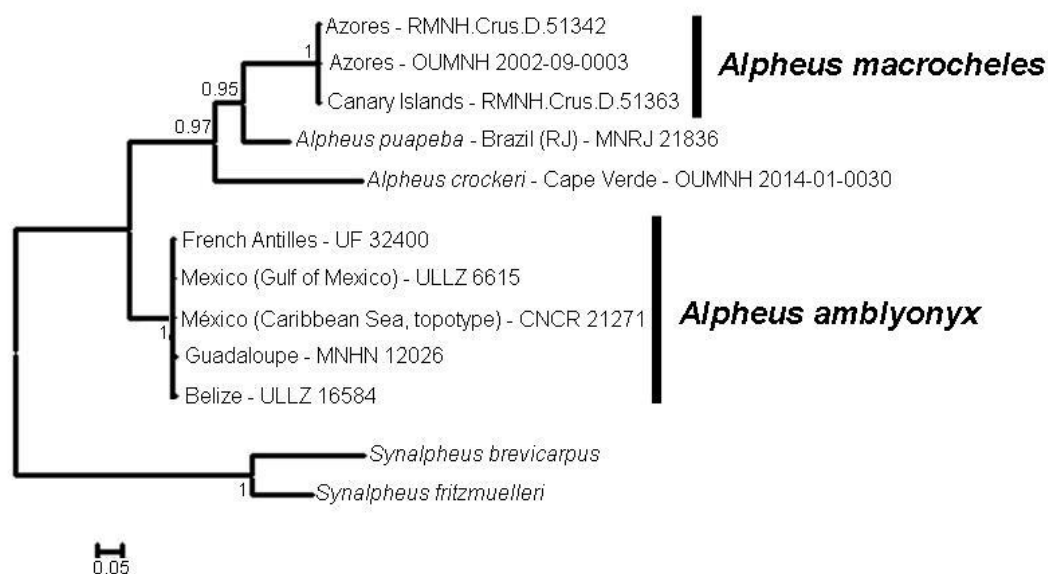 Azores - RMNH.Crus.D.51342
1
Azores - OUMNH 2002-09-0003
Alpheus macrocheles
0.95
Canary Islands - RMNH.Crus.D.51363
0.97
Alpheus puapeba - Brazil (RJ) - MNRJ 21836
Alpheus crockeri - Cape Verde - OUMNH 2014-01-0030
French Antilles - UF 32400
Mexico (Gulf of Mexico) - ULLZ 6615
México (Caribbean Sea, topotype) - CNCR 21271
Alpheus amblyonyx
1
Guadaloupe - MNHN 12026
Belize - ULLZ 16584
Synalpheus brevicarpus
1
Synalpheus fritzmuelleri
0.05